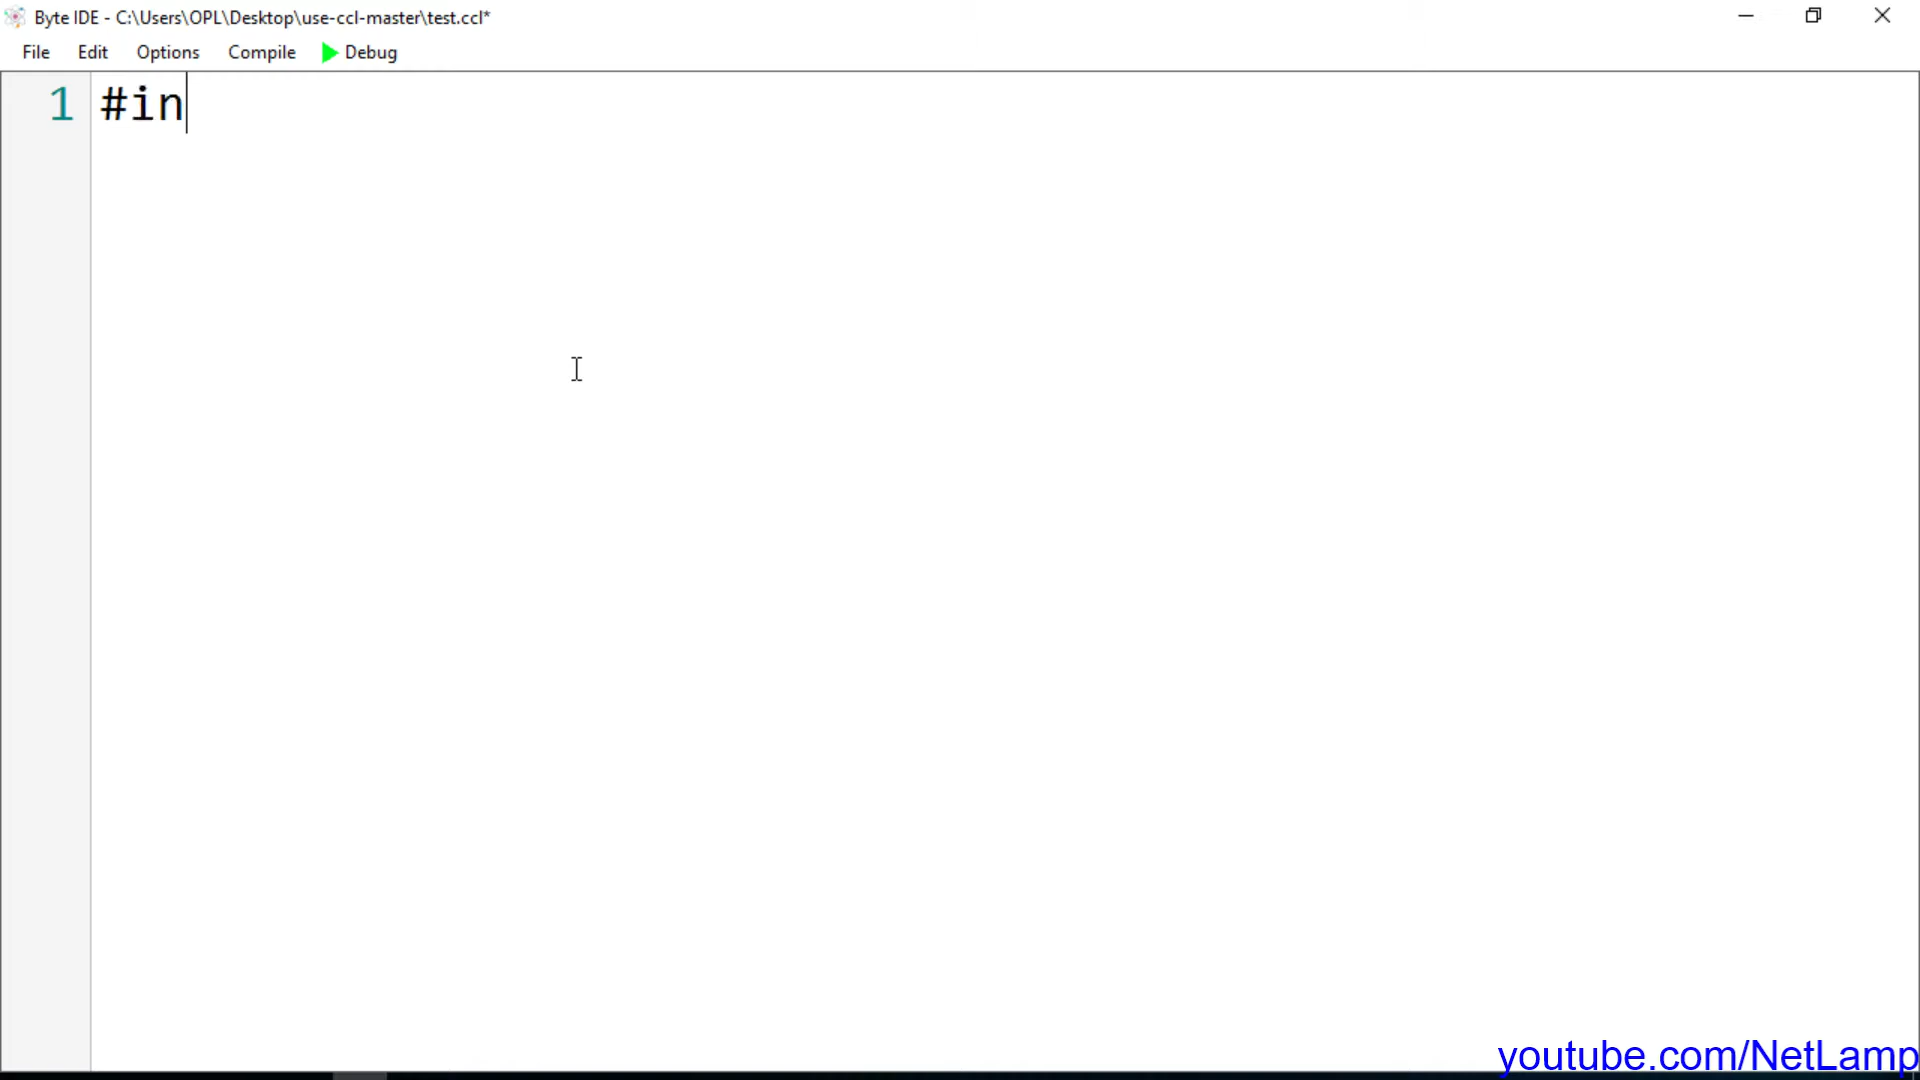 Byte IDE - C:\Users\OPL\Desktop\use-ccl-master\test.ccl*
File Edit Options Compile Debug
1 #in
youtube.com/NetLamp